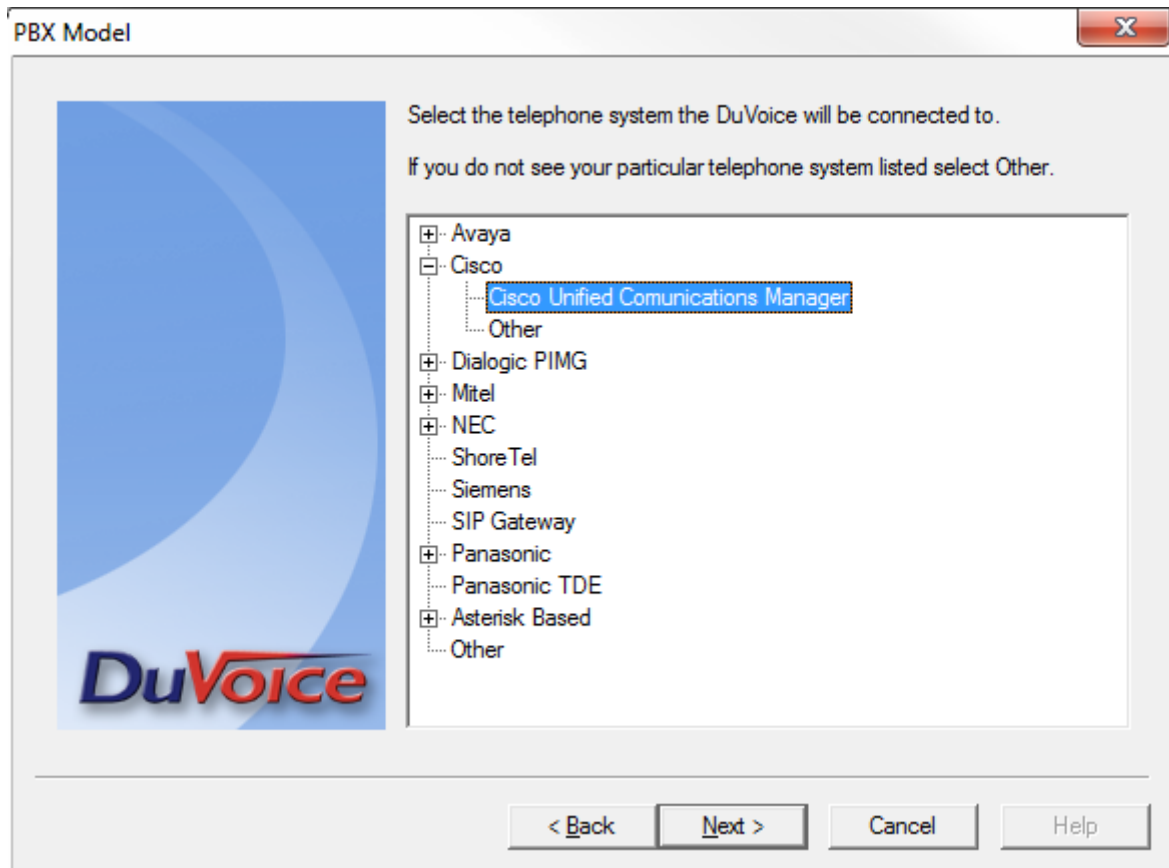 PBX Model
Select the telephone system the DuVoice will be connected to.
If you do not see your particular telephone system listed select Other.
Avaya
Cisco
Cisco Unified Comunications Manager
Other
Dialogic PIMG
Mitel
NEC
ShoreTel
Siemens
SIP Gateway
Panasonic
Panasonic TDE
Asterisk Based
Other
DuVoice
< Back
Next >
Cancel
Help